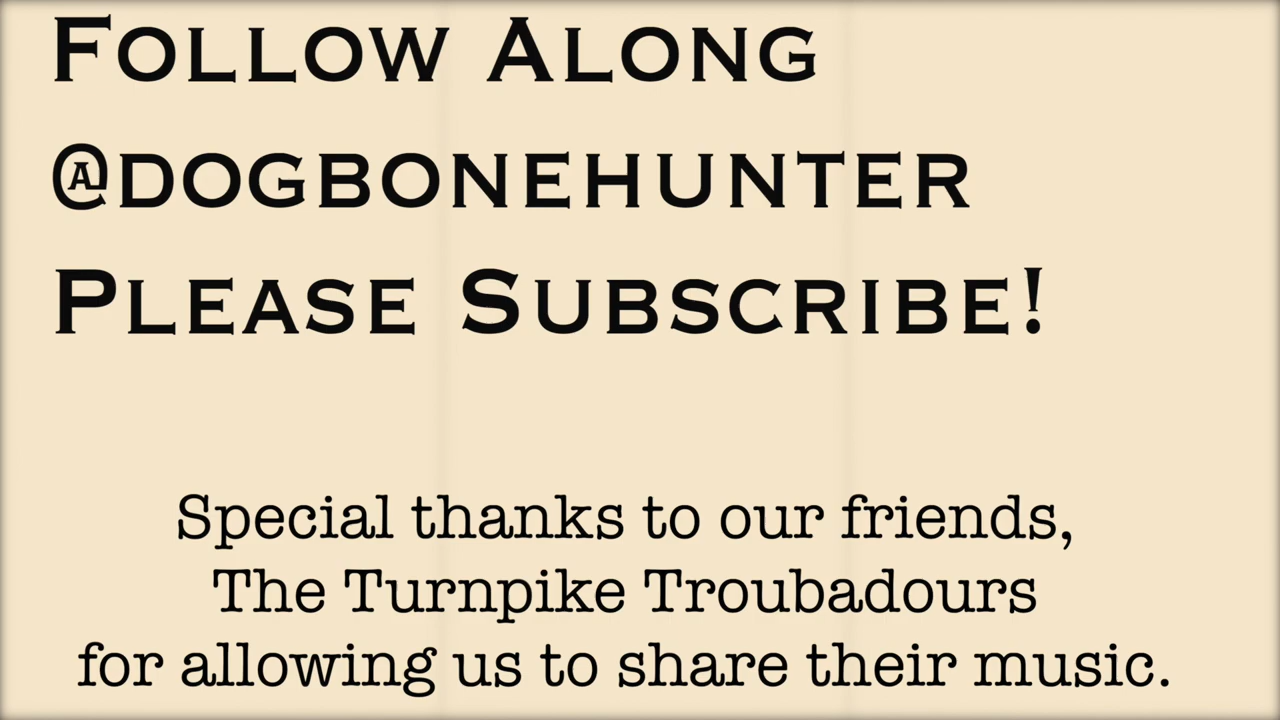 Follow Along
@dogbonehunter
Please Subscribe!
Special thanks to our friends,
The Turnpike Troubadours
for allowing us to share their music.